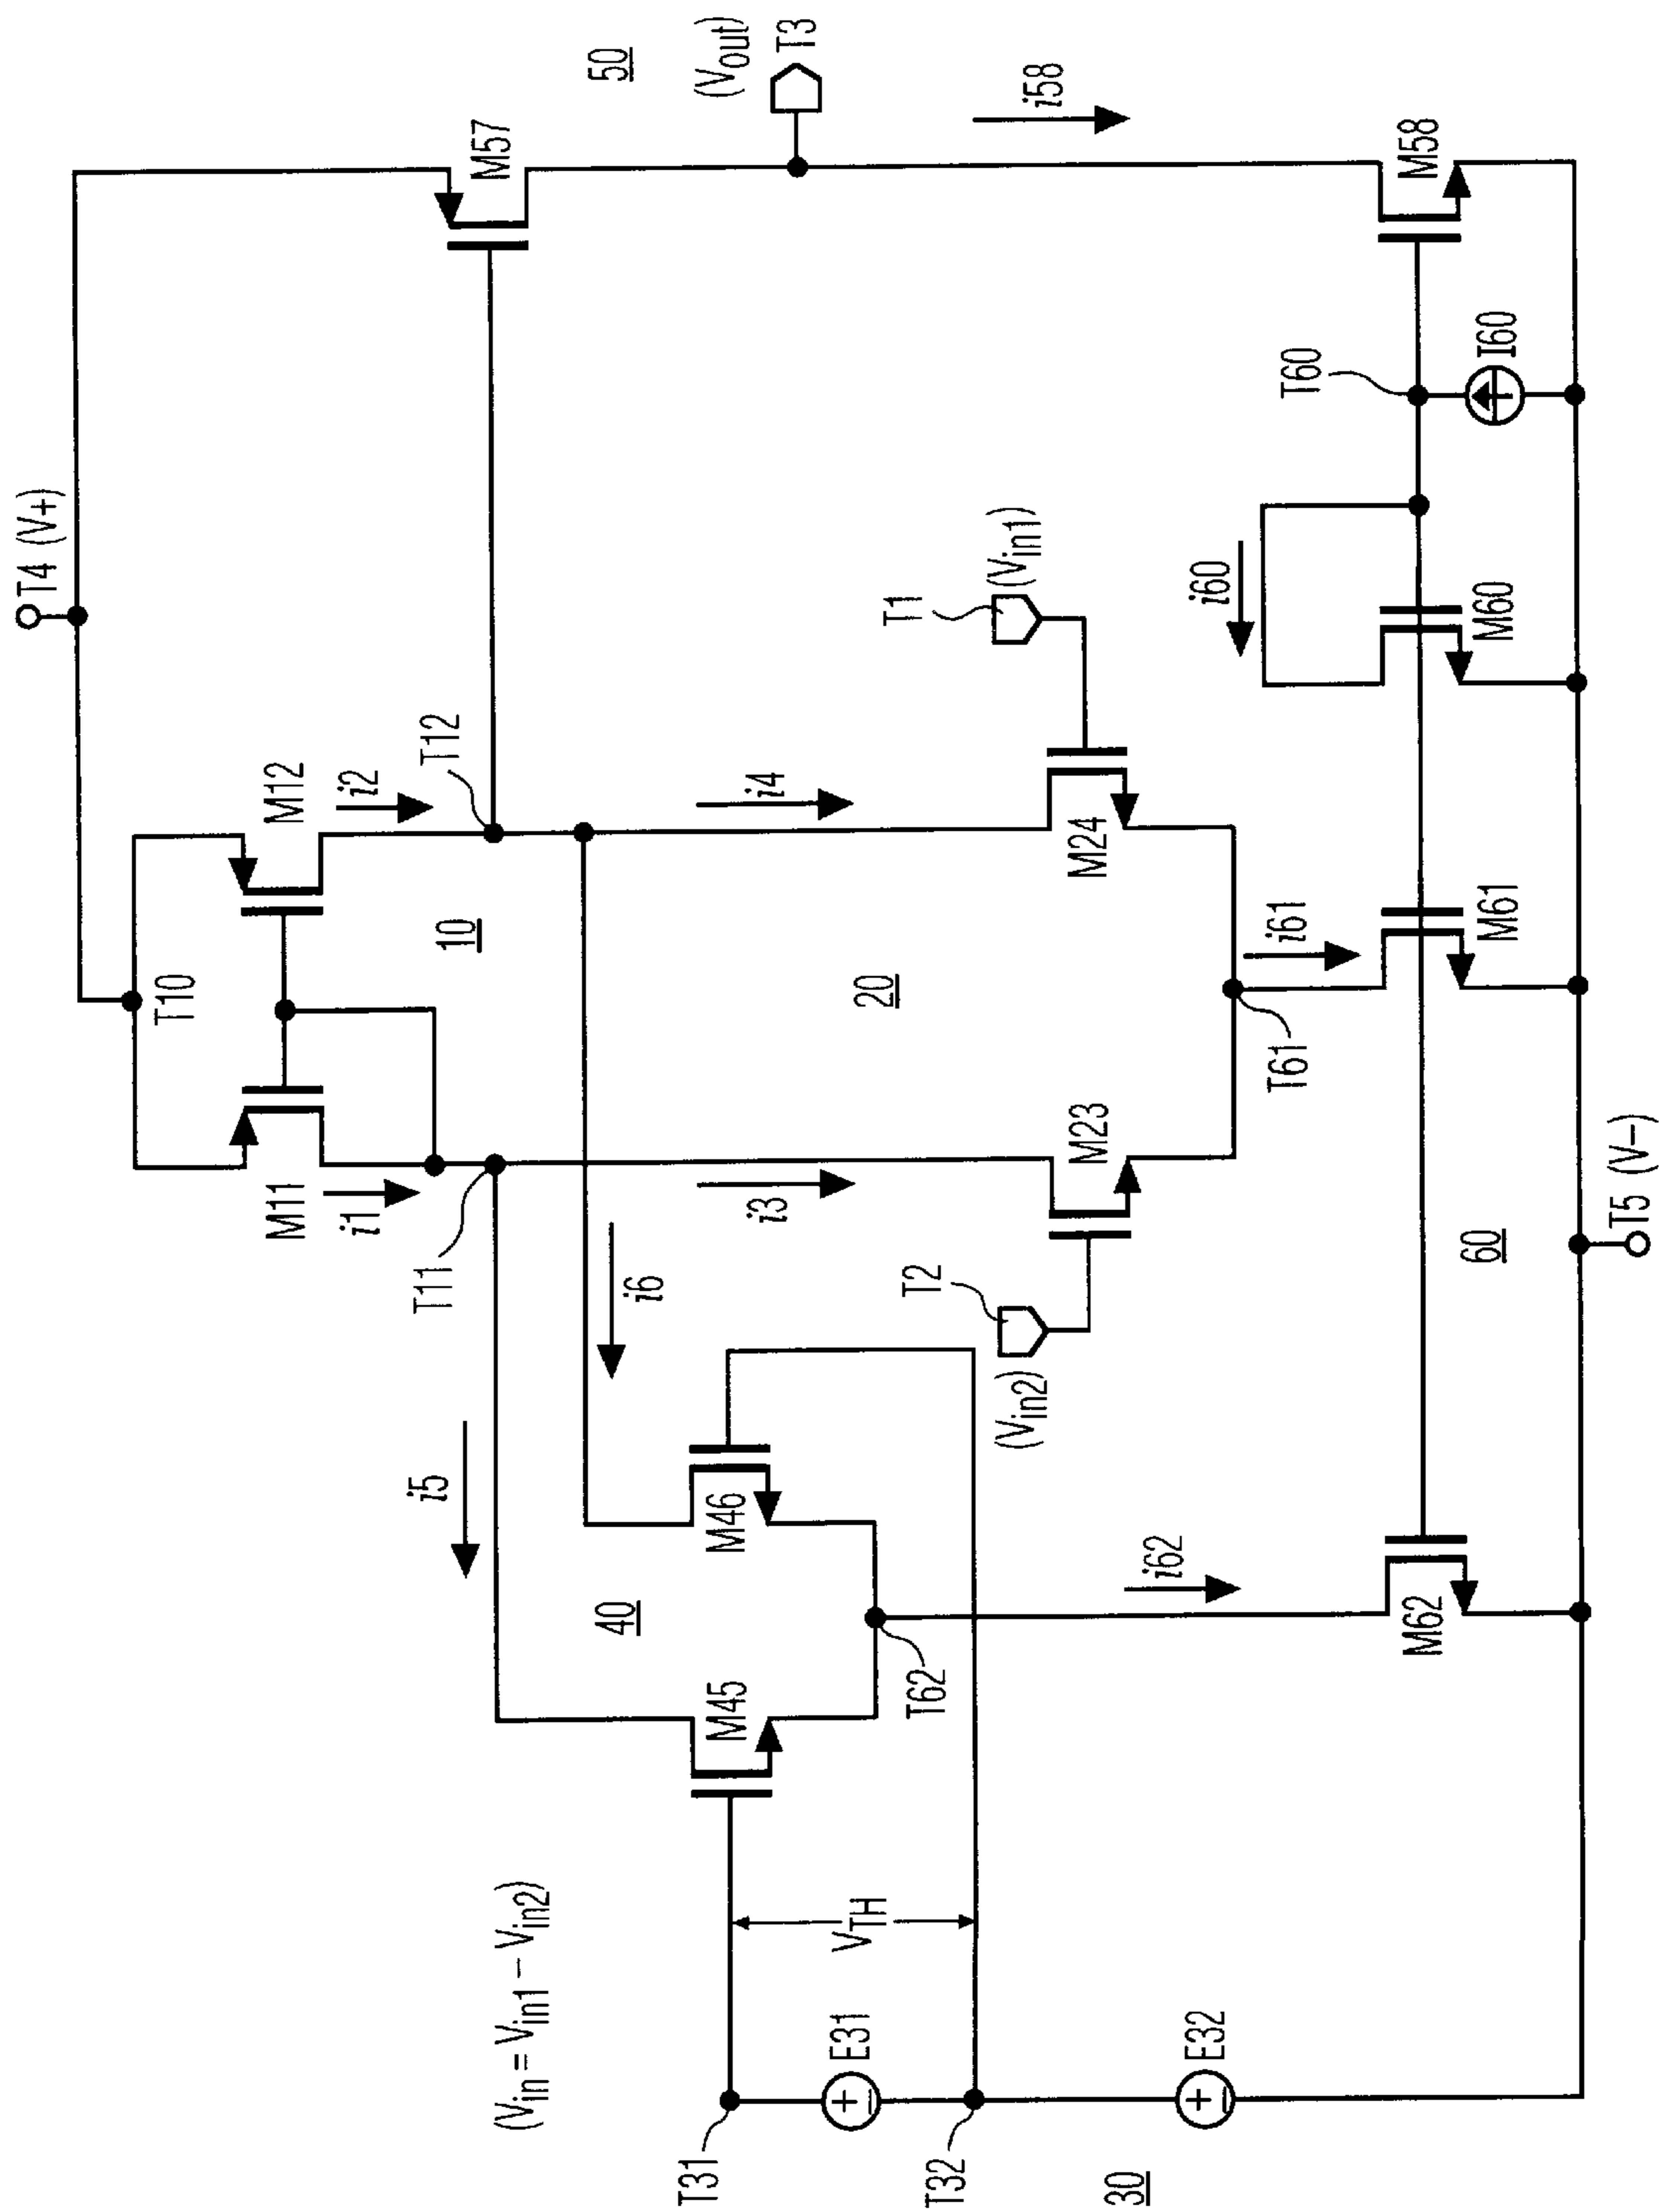 T4 (V+)
50
(Vout)
T3
M57
i58
T10
M11
M12
i1
i2
10
T11
T12
i5
i6
i3
i4
20
T1
(Vin1)
T2
(Vin2)
M23
M24
40
M45
M46
T62
T61
i61
i62
i60
T60
I60
M58
M60
M61
M62
60
T5 (V−)
(Vin = Vin1 − Vin2)
VTH
T31
E31
T32
E32
30